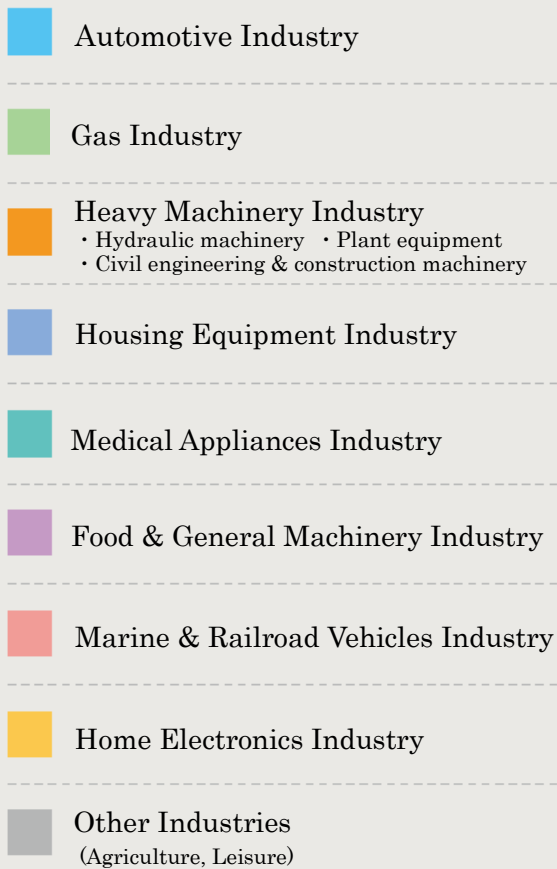 Automotive Industry
Gas Industry
Heavy Machinery Industry
・Hydraulic machinery ・Plant equipment
・Civil engineering & construction machinery
Housing Equipment Industry
Medical Appliances Industry
Food & General Machinery Industry
Marine & Railroad Vehicles Industry
Home Electronics Industry
Other Industries
(Agriculture, Leisure)